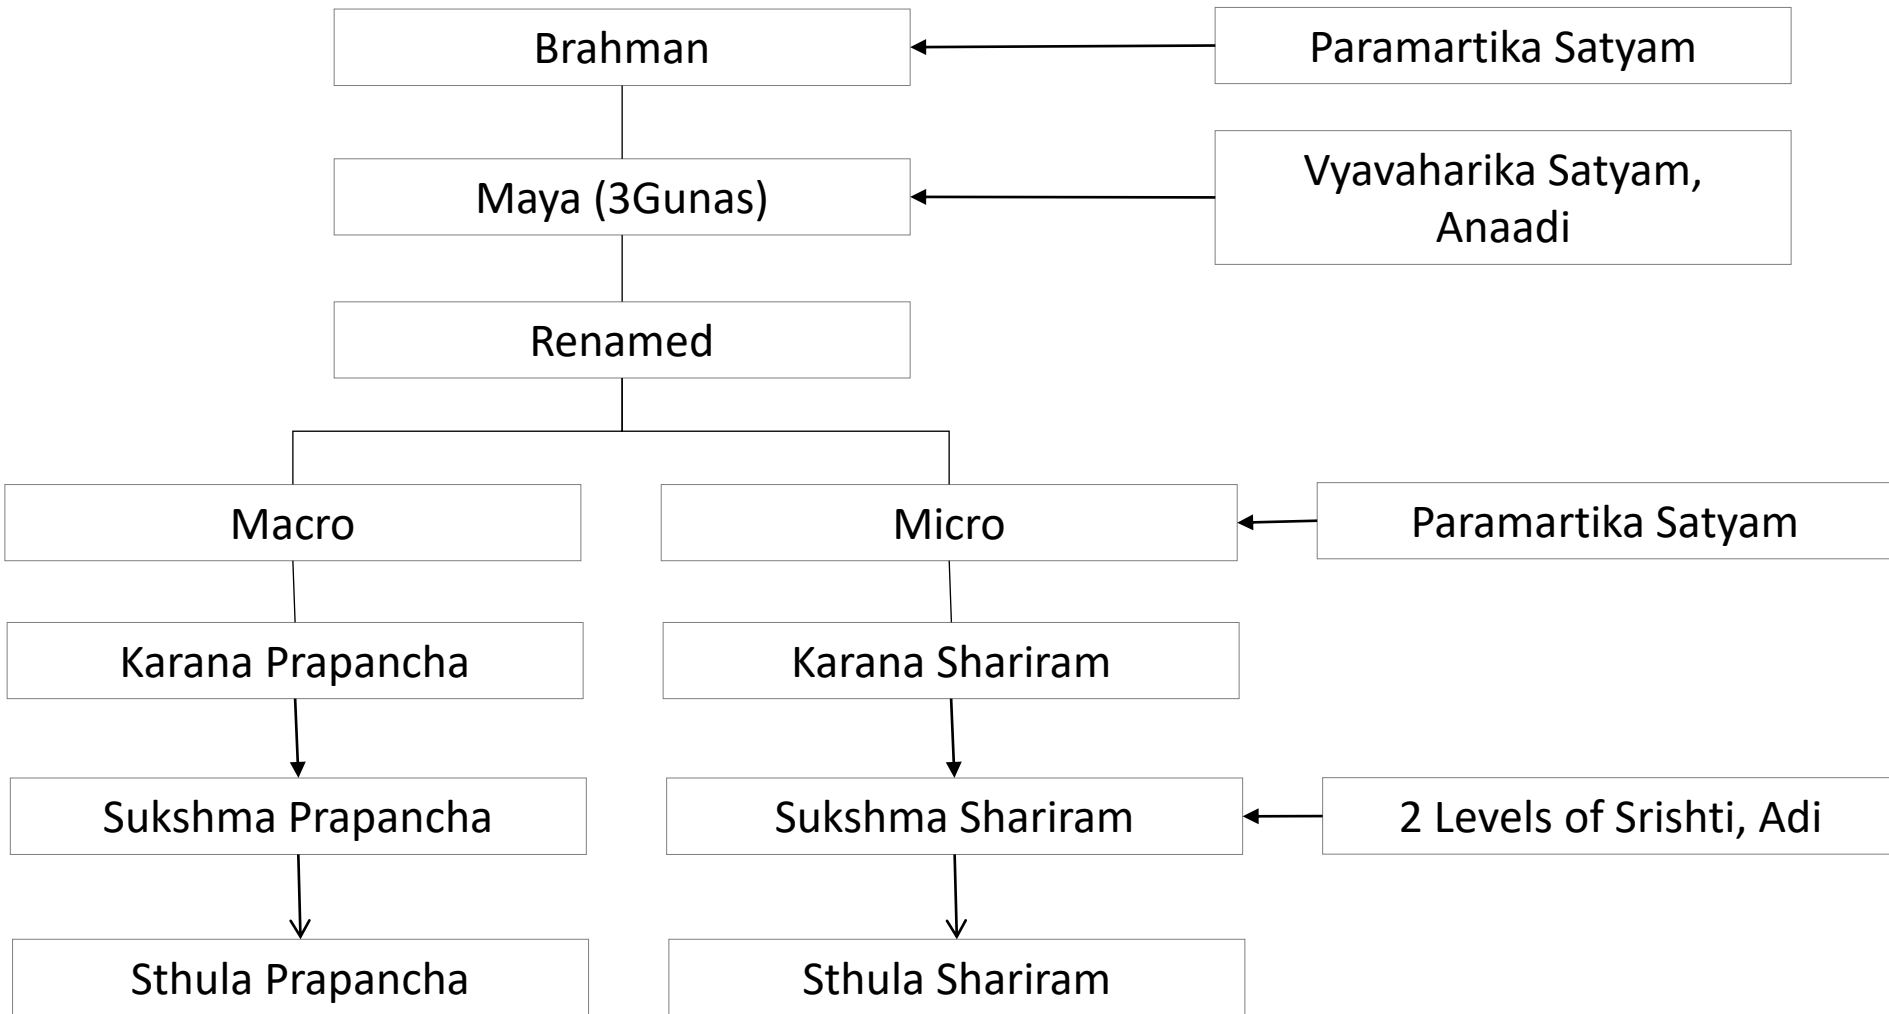 Brahman
Paramartika Satyam
Maya (3Gunas)
Vyavaharika Satyam,
Anaadi
Renamed
Macro
Micro
Paramartika Satyam
Karana Prapancha
Karana Shariram
Sukshma Prapancha
Sukshma Shariram
2 Levels of Srishti, Adi
Sthula Prapancha
Sthula Shariram